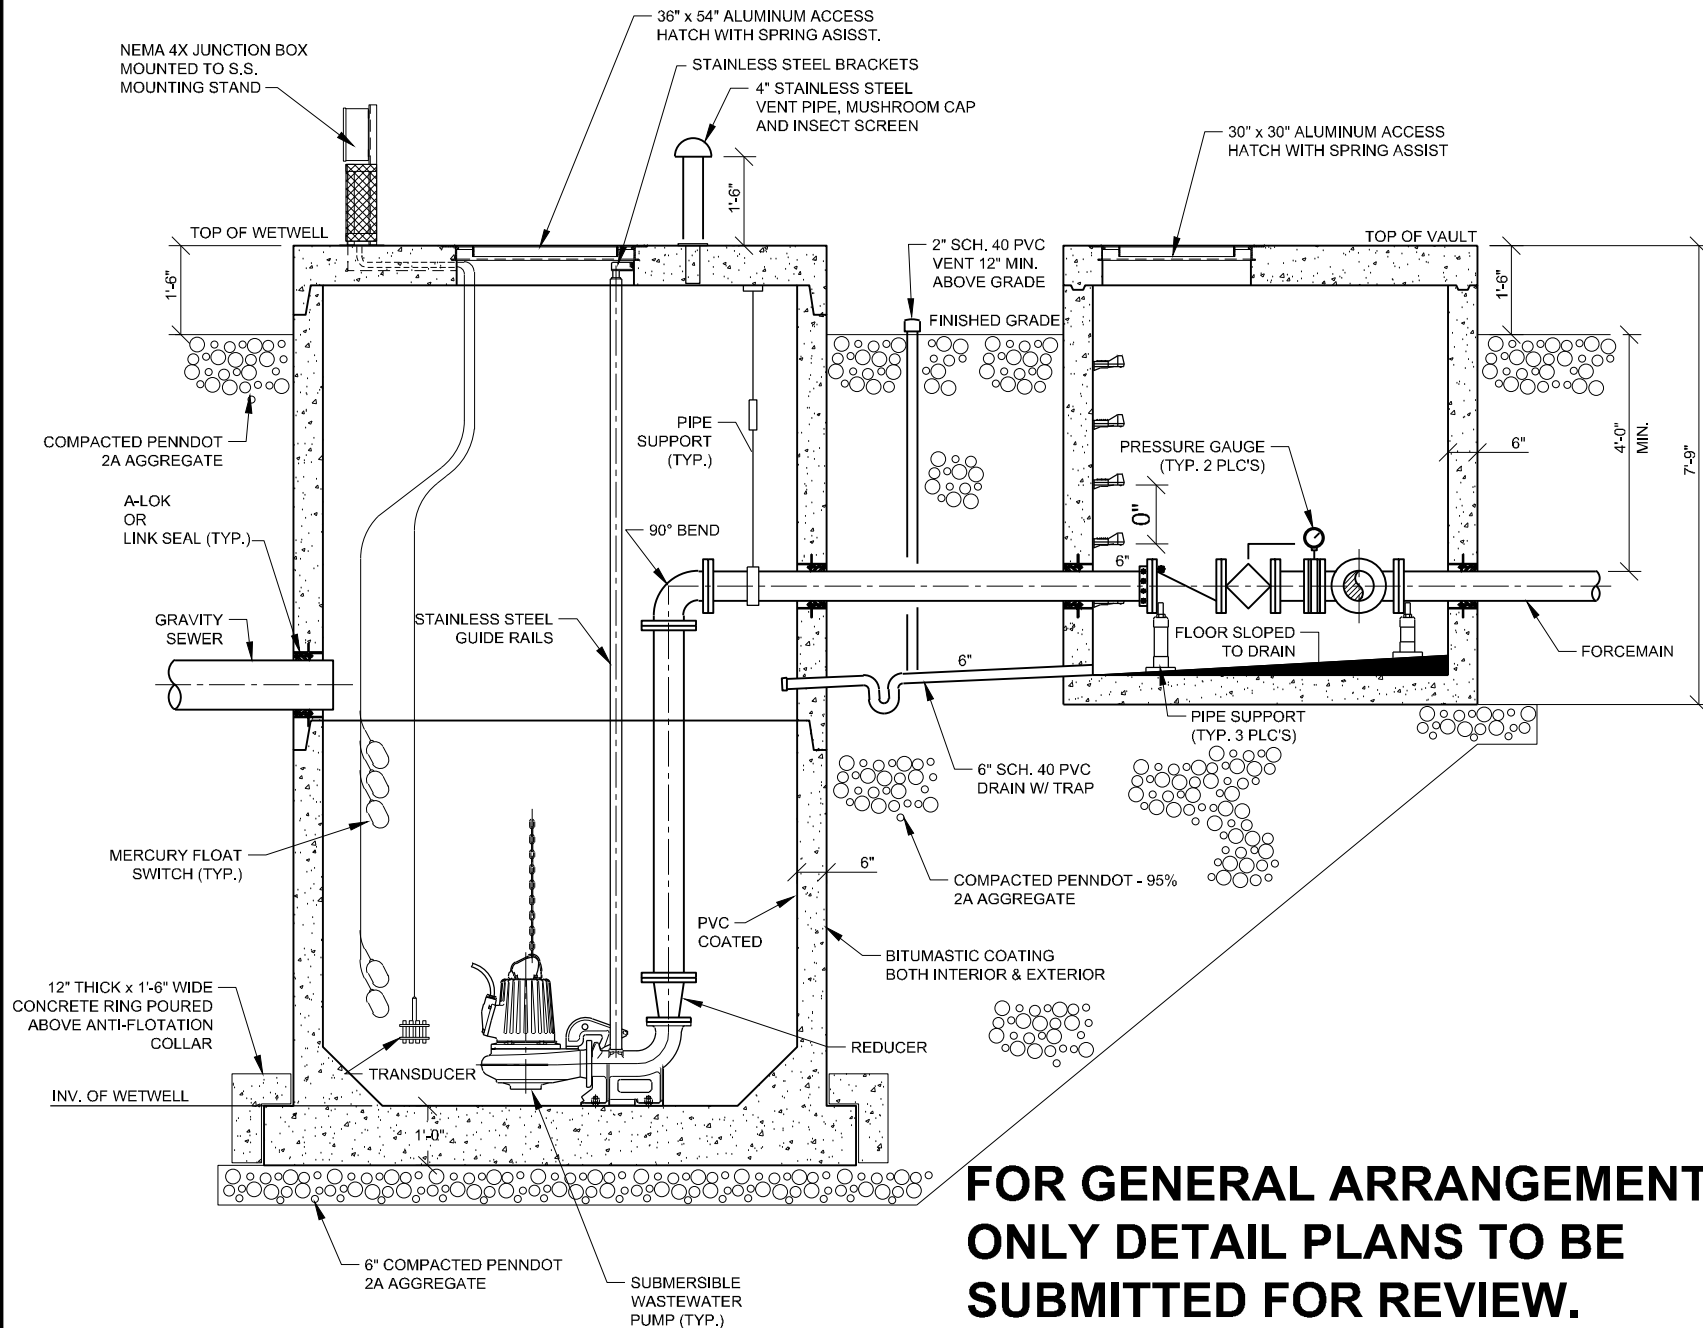 36" x 54" ALUMINUM ACCESS
HATCH WITH SPRING ASISST.
NEMA 4X JUNCTION BOX
MOUNTED TO S.S.
MOUNTING STAND
STAINLESS STEEL BRACKETS
4" STAINLESS STEEL
VENT PIPE, MUSHROOM CAP
AND INSECT SCREEN
30" x 30" ALUMINUM ACCESS
HATCH WITH SPRING ASSIST
1'-6"
TOP OF WETWELL
2" SCH. 40 PVC
VENT 12" MIN.
ABOVE GRADE
TOP OF VAULT
1'-6"
1'-6"
FINISHED GRADE
COMPACTED PENNDOT
2A AGGREGATE
PIPE
SUPPORT
(TYP.)
PRESSURE GAUGE
(TYP. 2 PLC'S)
6"
4'-0"
MIN.
7'-9"
A-LOK
OR
LINK SEAL (TYP.)
90° BEND
0"
6"
GRAVITY
SEWER
STAINLESS STEEL
GUIDE RAILS
FLOOR SLOPED
TO DRAIN
FORCEMAIN
6"
PIPE SUPPORT
(TYP. 3 PLC'S)
6" SCH. 40 PVC
DRAIN W/ TRAP
MERCURY FLOAT
SWITCH (TYP.)
6"
COMPACTED PENNDOT - 95%
2A AGGREGATE
PVC
COATED
BITUMASTIC COATING
BOTH INTERIOR & EXTERIOR
12" THICK x 1'-6" WIDE
CONCRETE RING POURED
ABOVE ANTI-FLOTATION
COLLAR
TRANSDUCER
REDUCER
INV. OF WETWELL
1'-0"
6" COMPACTED PENNDOT
2A AGGREGATE
SUBMERSIBLE
WASTEWATER
PUMP (TYP.)
FOR GENERAL ARRANGEMENT
ONLY DETAIL PLANS TO BE
SUBMITTED FOR REVIEW.